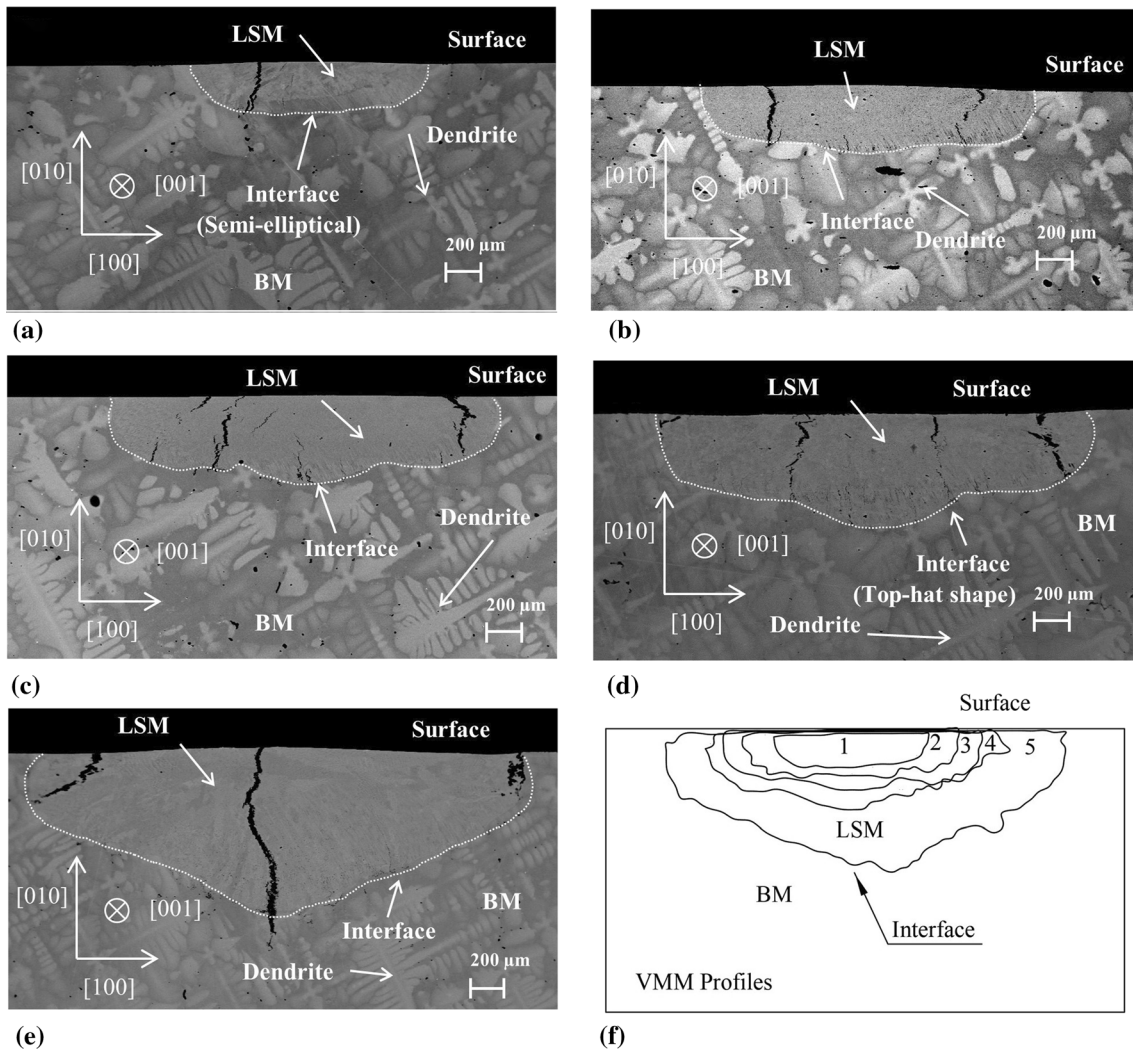 LSM
Surface
Dendrite
[010]
[001]
Interface
(Semi-elliptical)
200 µm
[100]
BM
(a)
LSM
Surface
[010]
[001]
Interface
Dendrite
200 µm
[100]
BM
(b)
LSM
Surface
Dendrite
[010]
[001]
Interface
200 µm
[100]
BM
(c)
LSM
Surface
BM
[010]
[001]
Interface
(Top-hat shape)
200 µm
[100]
Dendrite
(d)
LSM
Surface
[010]
[001]
BM
Interface
200 µm
Dendrite
[100]
(e)
Surface
1 2 3 4 5
LSM
BM
Interface
VMM Profiles
(f)